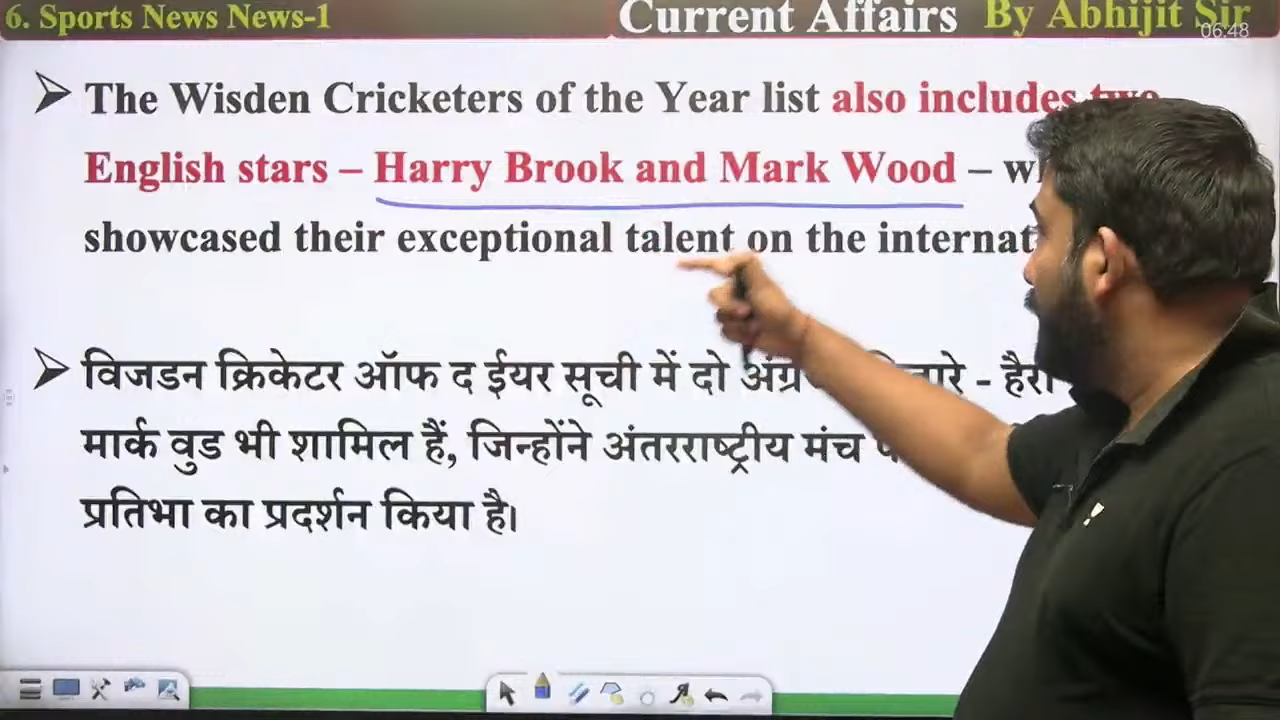 6. Sports News News-1
Current Affairs By Abhijit Sir
06:48
➢ The Wisden Cricketers of the Year list also includes two
English stars – Harry Brook and Mark Wood –
showcased their exceptional talent on the
➢ विजडन क्रिकेटर ऑफ द ईयर सूची में दो
मार्क वुड भी शामिल हैं, जिन्होंने अंतरराष्ट्रीय मंच
प्रतिभा का प्रदर्शन किया है।